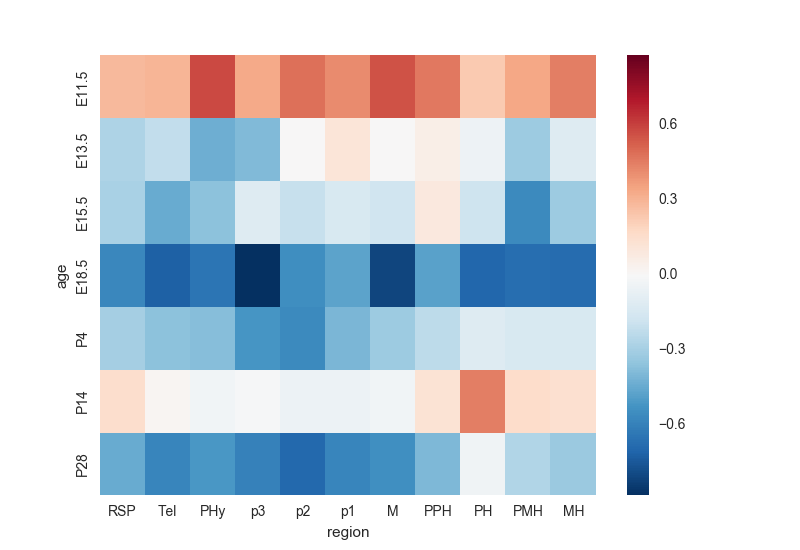 E11.5
E13.5
E15.5
E18.5
P4
P14
P28
age
RSP Tel PHy p3 p2 p1 M PPH PH PMH MH
region
0.6
0.3
0.0
−0.3
−0.6